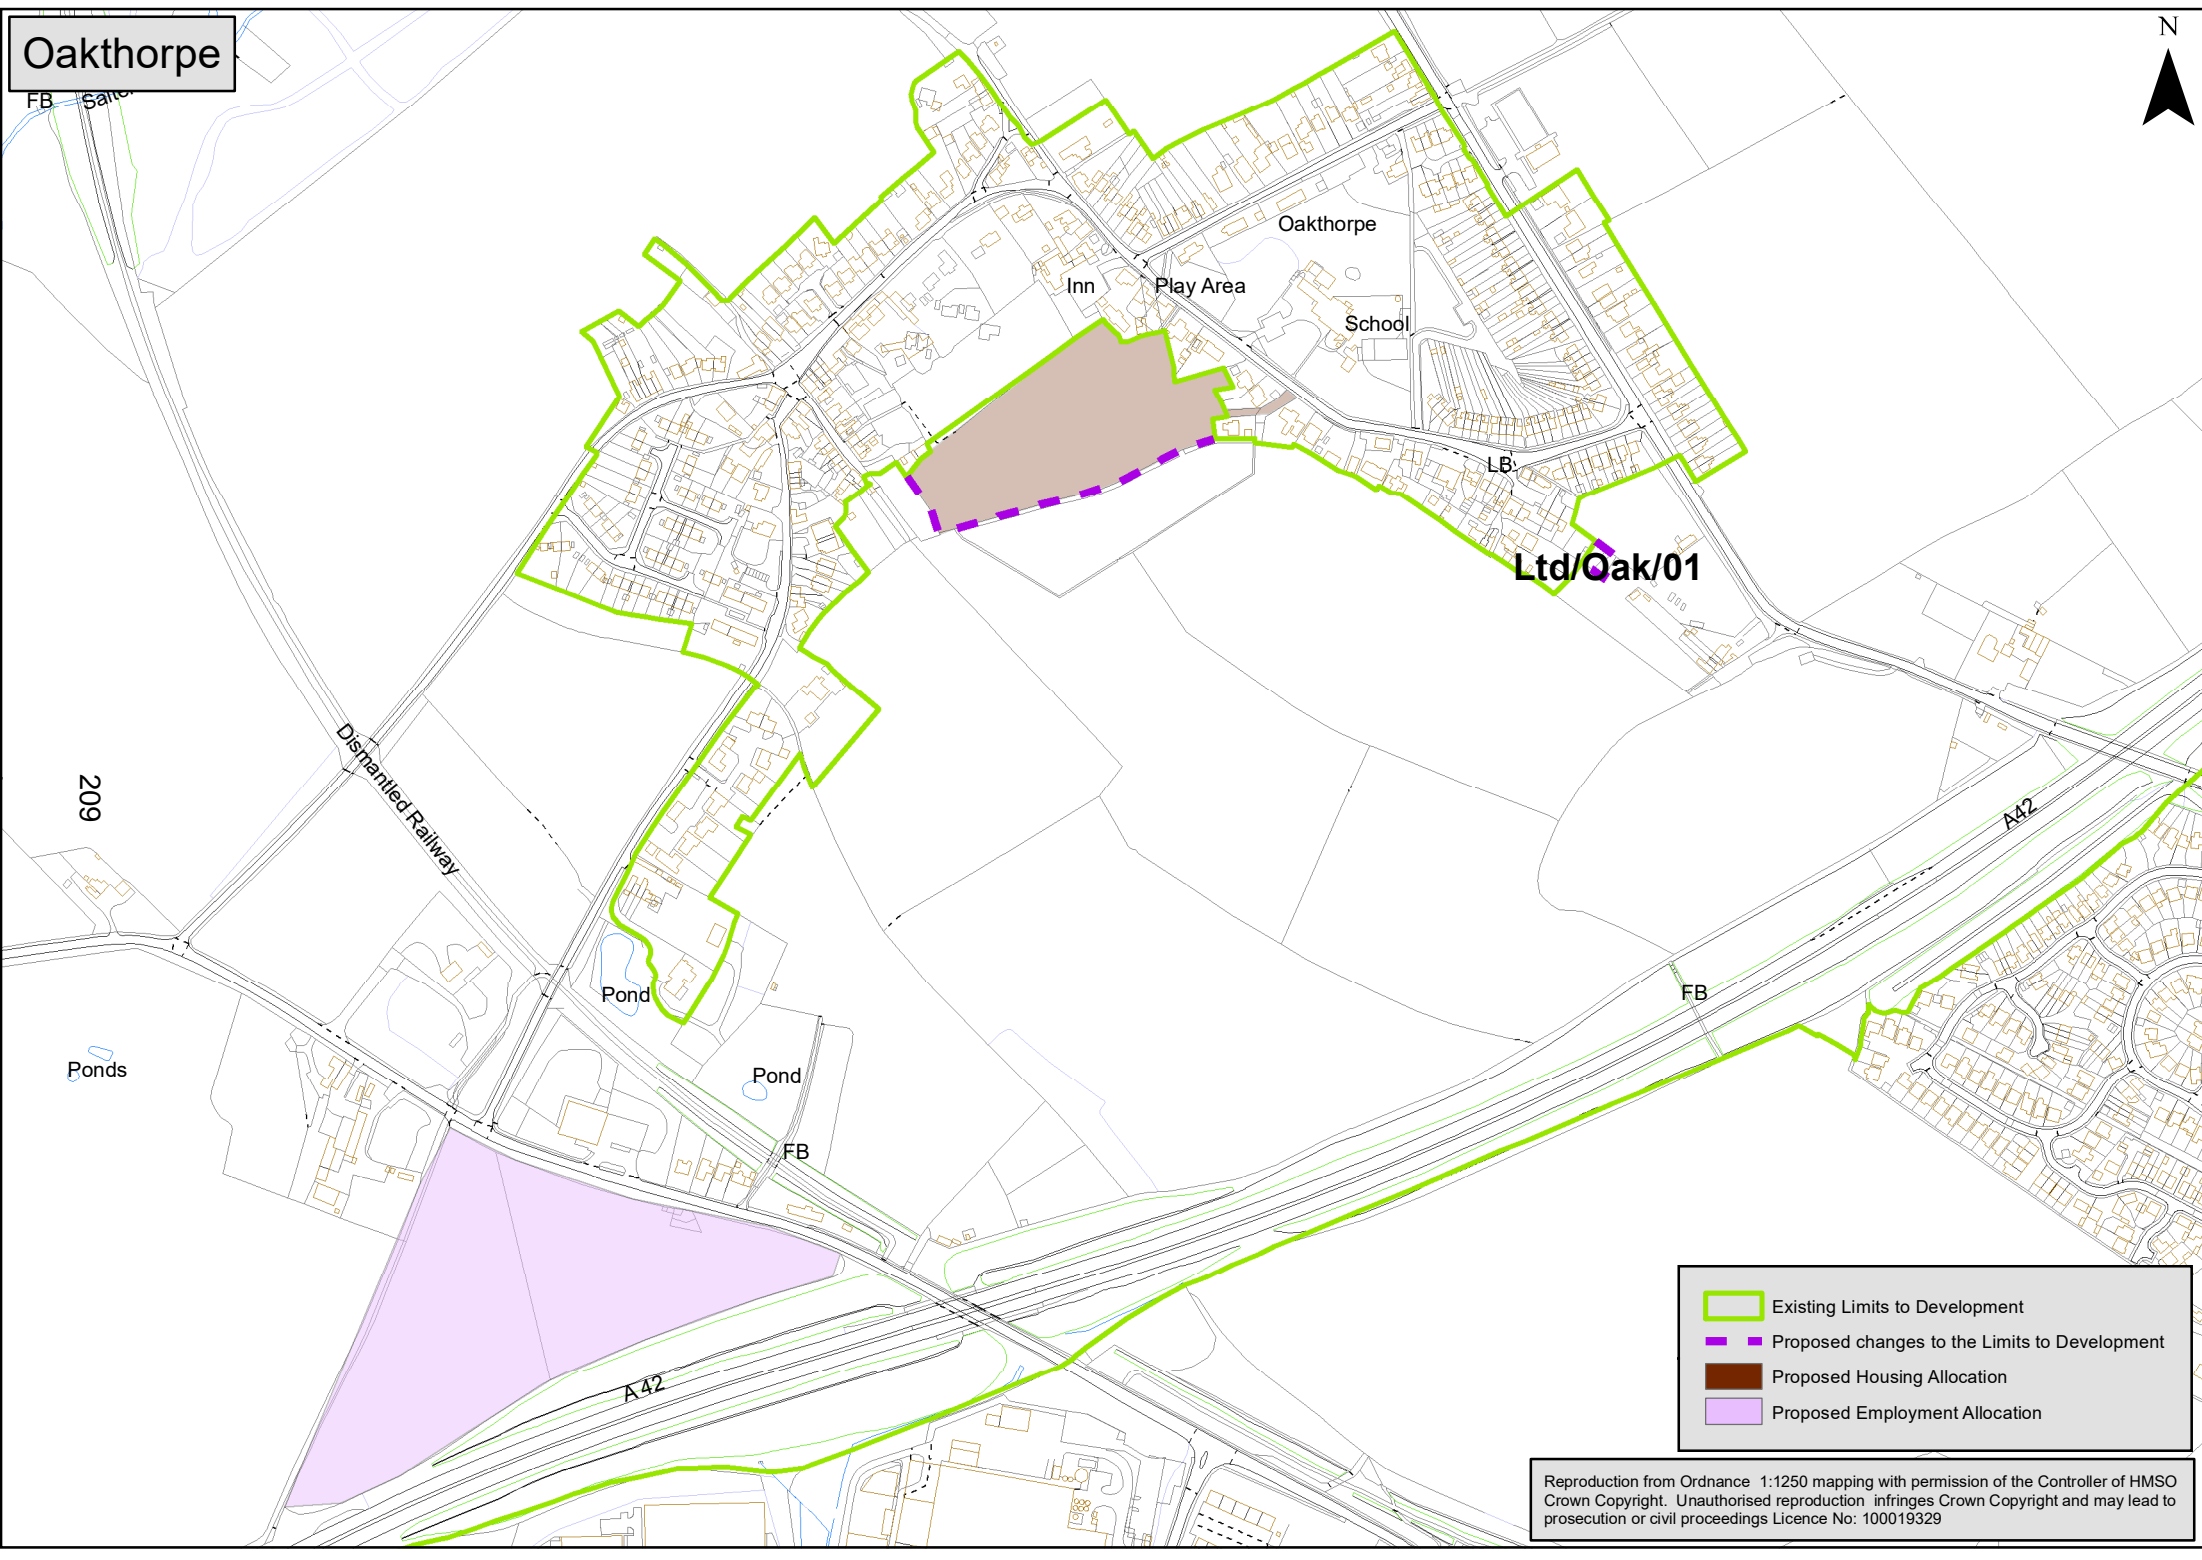 Oakthorpe
N
FB
Oakthorpe
Inn
Play Area
School
LB
Ltd/Oak/01
Dismantled Railway
209
A42
FB
Pond
Ponds
Pond
FB
A 42
Existing Limits to Development
Proposed changes to the Limits to Development
Proposed Housing Allocation
Proposed Employment Allocation
Reproduction from Ordnance 1:1250 mapping with permission of the Controller of HMSO
Crown Copyright. Unauthorised reproduction infringes Crown Copyright and may lead to
prosecution or civil proceedings Licence No: 100019329